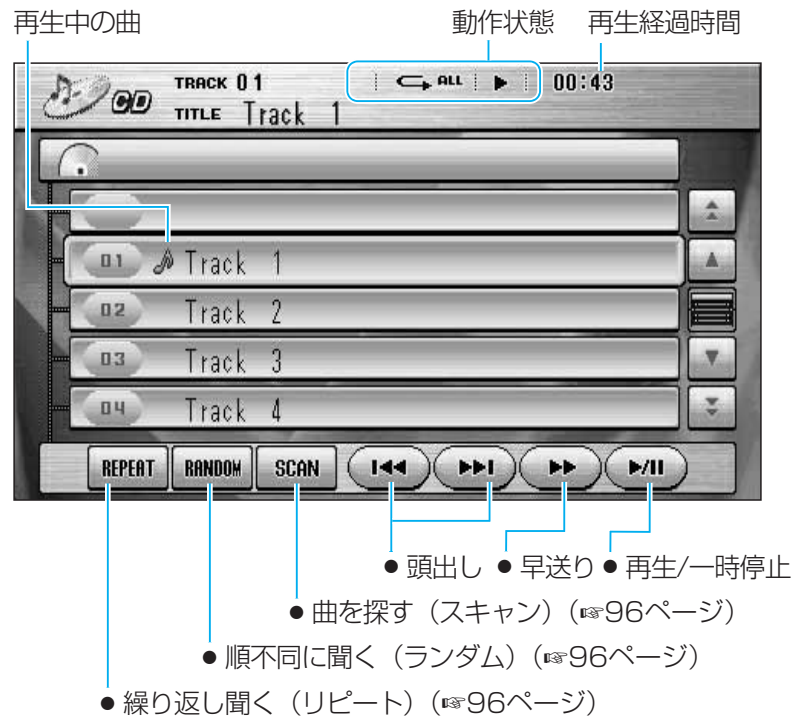 再生中の曲 動作状態 再生経過時間
CD TRACK 01 ALL 00:43
TITLE Track 1
01 Track 1
02 Track 2
03 Track 3
04 Track 4
REPEAT RANDOM SCAN
●頭出し ●早送り ●再生/一時停止
●曲を探す（スキャン）（☞96ページ）
●順不同に聞く（ランダム）（☞96ページ）
●繰り返し聞く（リピート）（☞96ページ）